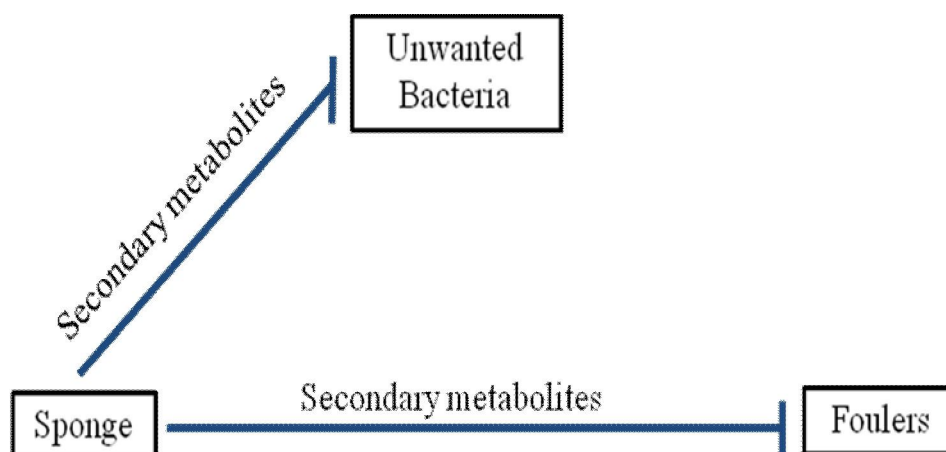 Unwanted
Bacteria
Secondary metabolites
Secondary metabolites
Sponge
Foulers